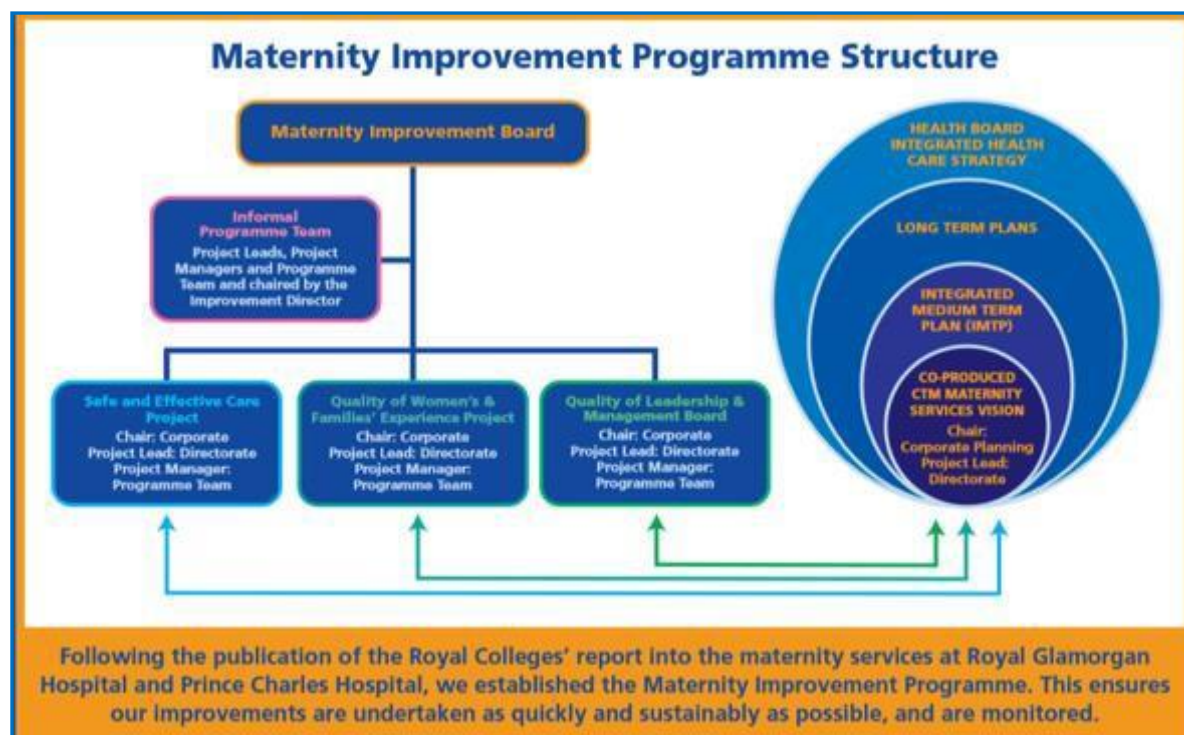 Maternity Improvement Programme Structure
Maternity Improvement Board
Informal
Programme Team
Project Leads, Project
Managers and Programme
Team and chaired by the
Improvement Director
Safe and Effective Care
Project
Chair: Corporate
Project Lead: Directorate
Project Manager:
Programme Team
Quality of Women's &
Families' Experience Project
Chair: Corporate
Project Lead: Directorate
Project Manager:
Programme Team
Quality of Leadership &
Management Board
Chair: Corporate
Project Lead: Directorate
Project Manager:
Programme Team
HEALTH BOARD
INTEGRATED HEALTH
CARE STRATEGY
LONG TERM PLANS
INTEGRATED
MEDIUM TERM
PLAN (IMTP)
CO-PRODUCED
CTM MATERNITY
SERVICES VISION
Chair:
Corporate Planning
Project Lead:
Directorate
Following the publication of the Royal Colleges' report into the maternity services at Royal Glamorgan
Hospital and Prince Charles Hospital, we established the Maternity Improvement Programme. This ensures
our improvements are undertaken as quickly and sustainably as possible, and are monitored.